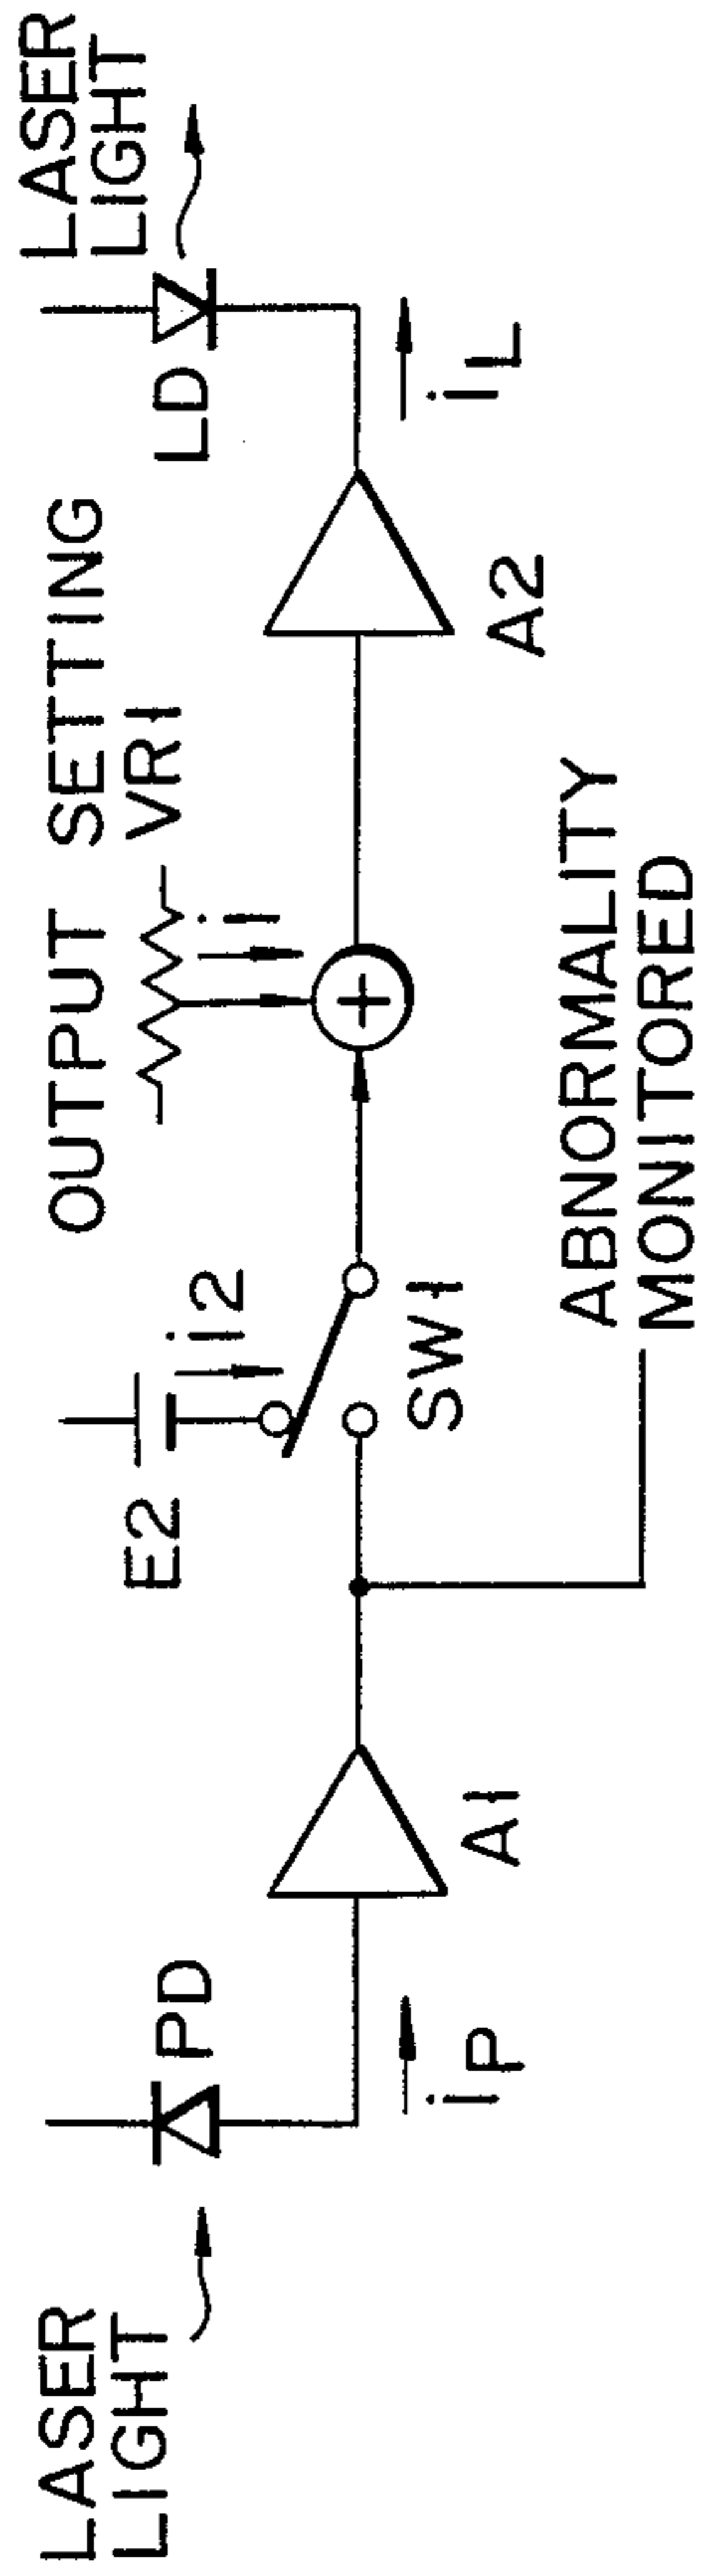 LASER
LIGHT
PD
iP
A1
E2
i2
SW1
ABNORMALITY
MONITORED
OUTPUT SETTING
VR1
i1
+
A2
LD
iL
LASER
LIGHT